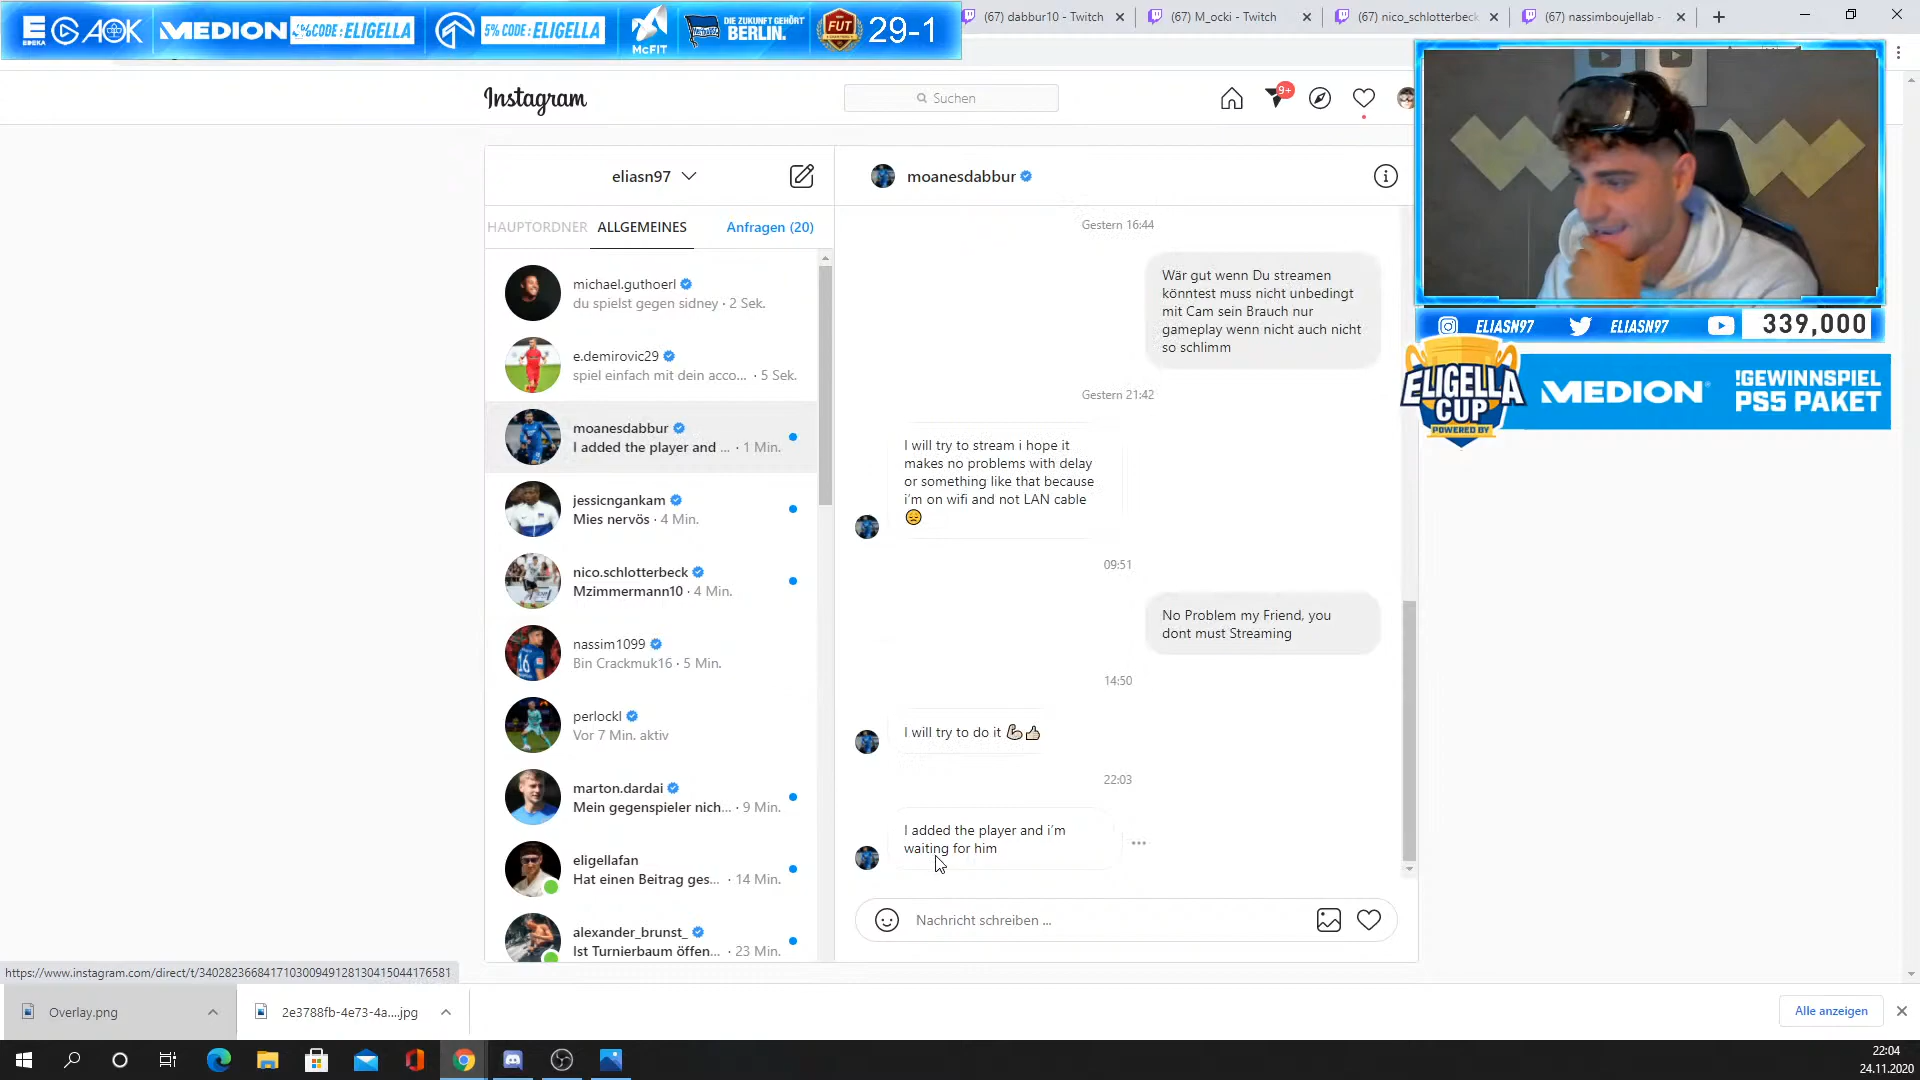 EDEKA
AOK
MEDION
5% CODE: ELIGELLA
McFIT
DIE ZUKUNFT GEHÖRT
BERLIN.
FUT
29-1
(67) dabbur10 - Twitch
(67) M_ocki - Twitch
(67) nico_schlotterbeck
(67) nassimboujellab -
Instagram
Suchen
9+
eliasn97
moanesdabbur
HAUPTORDNER
ALLGEMEINES
Anfragen (20)
michael.guthoerl
du spielst gegen sidney · 2 Sek.
e.demirovic29
spiel einfach mit dein acco... · 5 Sek.
moanesdabbur
I added the player and ... · 1 Min.
jessicngankam
Mies nervös · 4 Min.
nico.schlotterbeck
Mzimmermann10 · 4 Min.
nassim1099
Bin Crackmuk16 · 5 Min.
perlockl
Vor 7 Min. aktiv
marton.dardai
Mein gegenspieler nich... · 9 Min.
eligellafan
Hat einen Beitrag ges... · 14 Min.
alexander_brunst_
Ist Turnierbaum öffen... · 23 Min.
Gestern 16:44
Wär gut wenn Du streamen
könntest muss nicht unbedingt
mit Cam sein Brauch nur
gameplay wenn nicht auch nicht
so schlimm
Gestern 21:42
I will try to stream i hope it
makes no problems with delay
or something like that because
i'm on wifi and not LAN cable
😞
09:51
No Problem my Friend, you
dont must Streaming
14:50
I will try to do it 💪🏻👍🏻
22:03
I added the player and i'm
waiting for him
Nachricht schreiben ...
ELIASN97
ELIASN97
339,000
ELIGELLA
CUP
POWERED BY
MEDION
!GEWINNSPIEL
PS5 PAKET
https://www.instagram.com/direct/t/340282366841710300949128130415044176581
Overlay.png
2e3788fb-4e73-4a....jpg
Alle anzeigen
22:04
24.11.2020